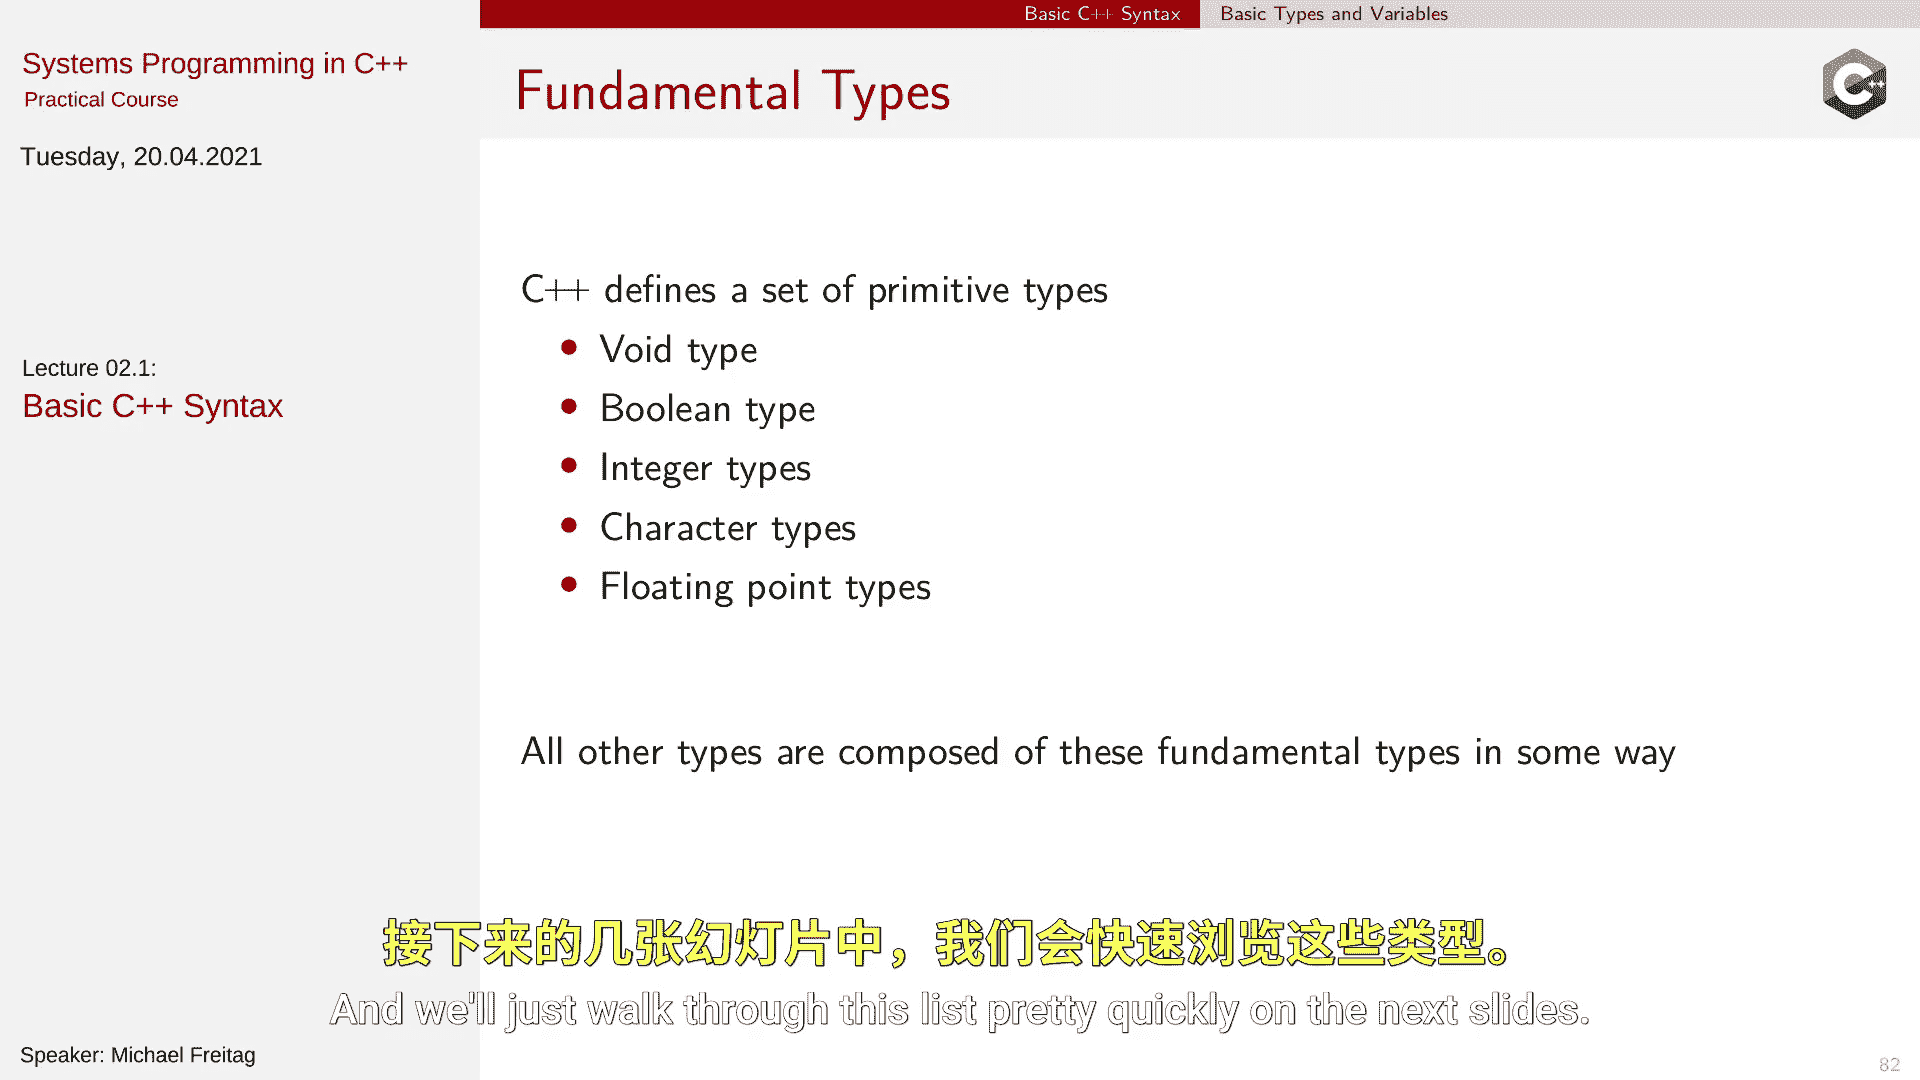 Basic C++ Syntax
Basic Types and Variables
Systems Programming in C++
Practical Course
Tuesday, 20.04.2021
Lecture 02.1:
Basic C++ Syntax
Fundamental Types
C++
C++ defines a set of primitive types
• Void type
• Boolean type
• Integer types
• Character types
• Floating point types
All other types are composed of these fundamental types in some way
接下来的几张幻灯片中，我们会快速浏览这些类型。
And we'll just walk through this list pretty quickly on the next slides.
Speaker: Michael Freitag
82